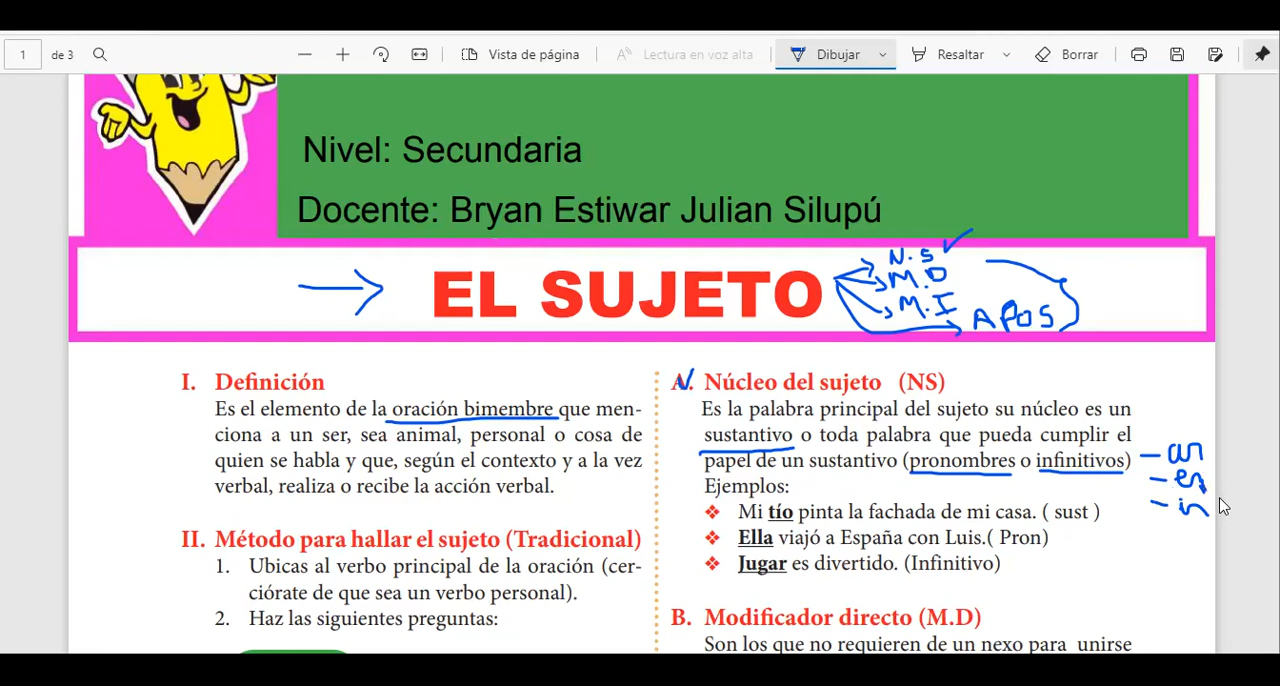 1 de 3 Vista de página Lectura en voz alta Dibujar Resaltar Borrar
Nivel: Secundaria
Docente: Bryan Estiwar Julian Silupú
EL SUJETO
N.S
M.D
M.I
APOS
I. Definición
Es el elemento de la oración bimembre que men-
ciona a un ser, sea animal, personal o cosa de
quien se habla y que, según el contexto y a la vez
verbal, realiza o recibe la acción verbal.
II. Método para hallar el sujeto (Tradicional)
1. Ubicas al verbo principal de la oración (cer-
ciórate de que sea un verbo personal).
2. Haz las siguientes preguntas:
A. Núcleo del sujeto (NS)
Es la palabra principal del sujeto su núcleo es un
sustantivo o toda palabra que pueda cumplir el
papel de un sustantivo (pronombres o infinitivos)
- ar
- er
- ir
Ejemplos:
❖ Mi tío pinta la fachada de mi casa. ( sust )
❖ Ella viajó a España con Luis.( Pron)
❖ Jugar es divertido. (Infinitivo)
B. Modificador directo (M.D)
Son los que no requieren de un nexo para unirse